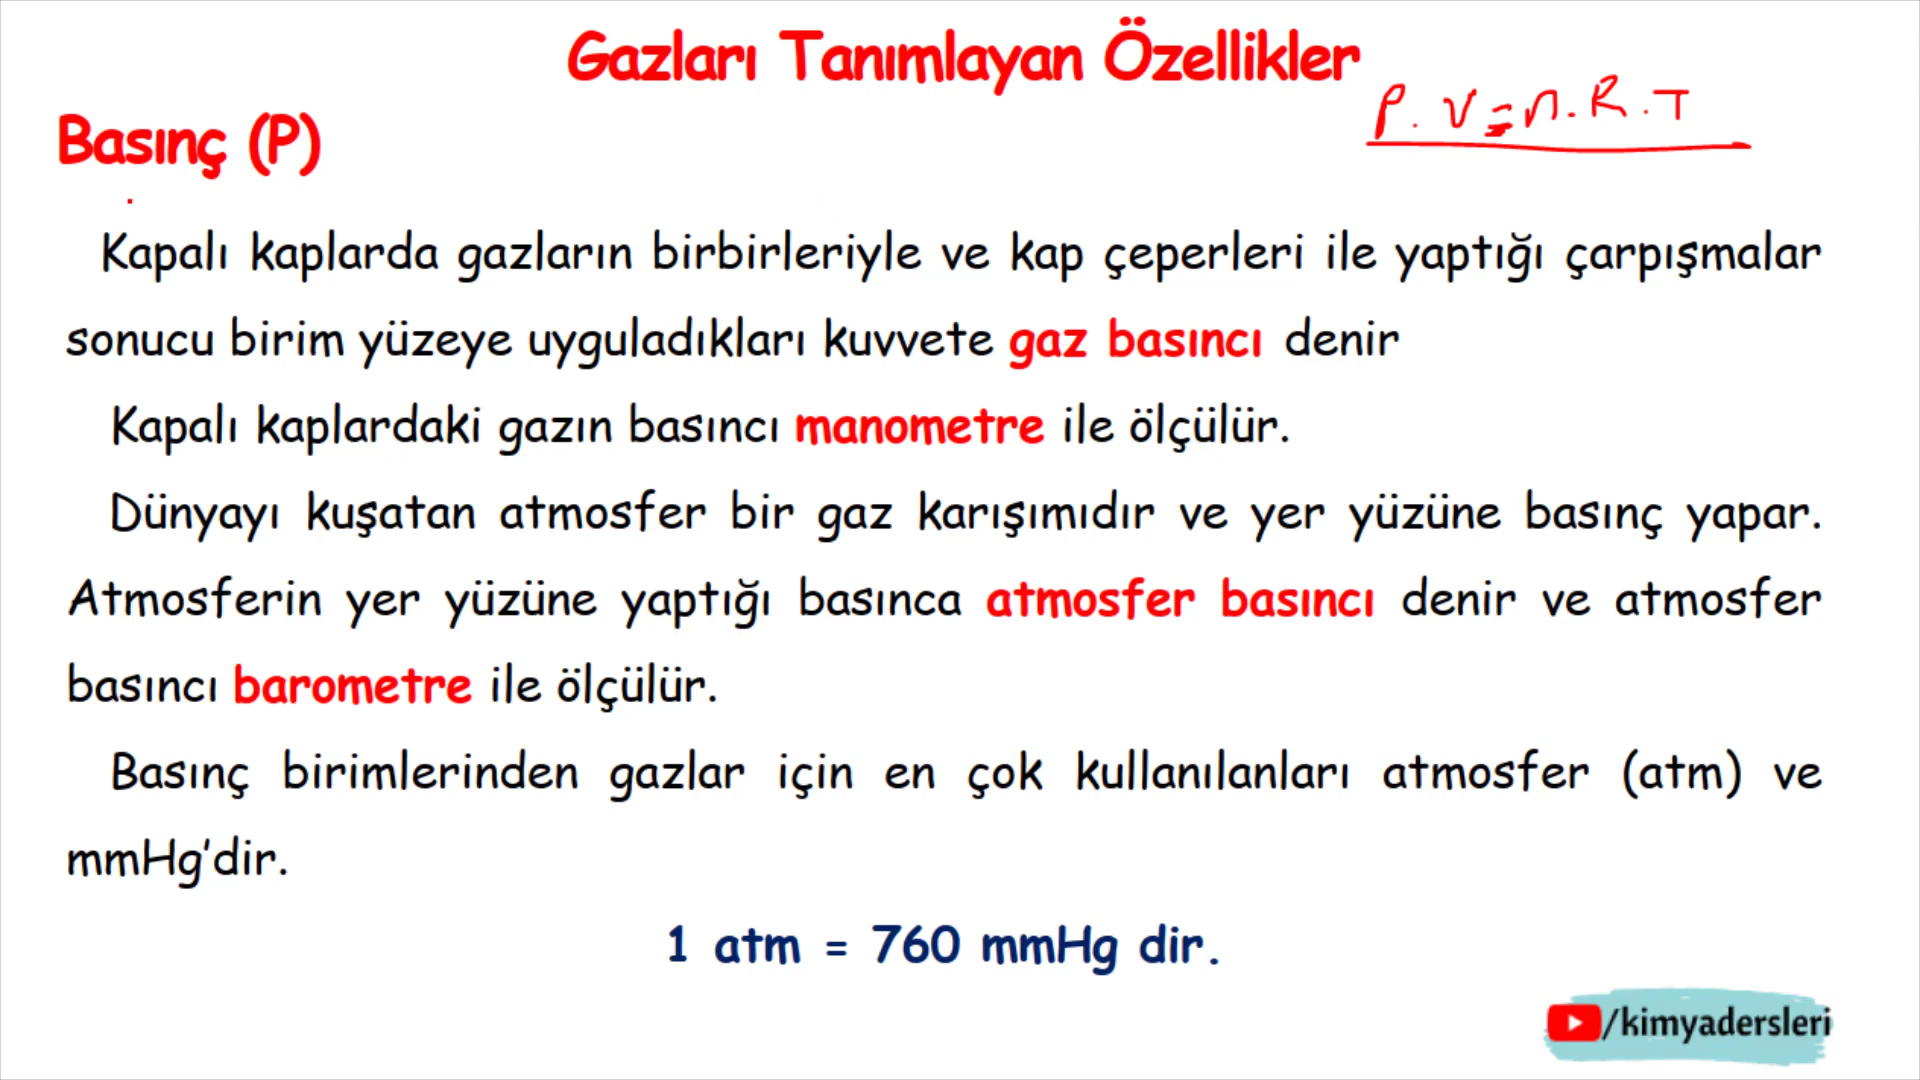 Gazları Tanımlayan Özellikler
P.V=n.R.T
Basınç (P)
Kapalı kaplarda gazların birbirleriyle ve kap çeperleri ile yaptığı çarpışmalar
sonucu birim yüzeye uyguladıkları kuvvete gaz basıncı denir
Kapalı kaplardaki gazın basıncı manometre ile ölçülür.
Dünyayı kuşatan atmosfer bir gaz karışımıdır ve yer yüzüne basınç yapar.
Atmosferin yer yüzüne yaptığı basınca atmosfer basıncı denir ve atmosfer
basıncı barometre ile ölçülür.
Basınç birimlerinden gazlar için en çok kullanılanları atmosfer (atm) ve
mmHg'dir.
1 atm = 760 mmHg dir.
/kimyadersleri